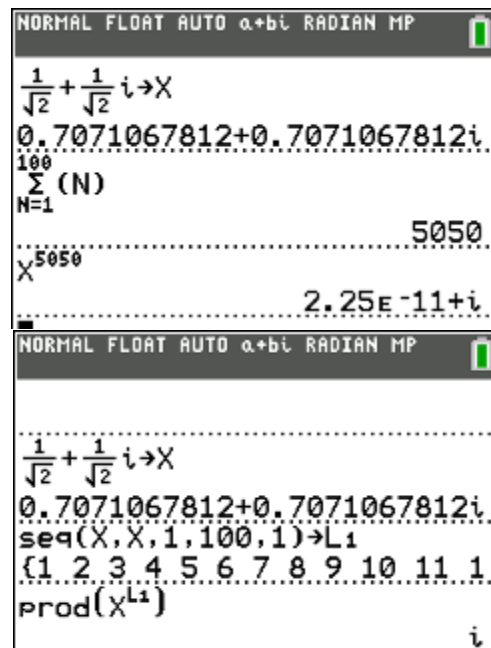 NORMAL FLOAT AUTO a+bi RADIAN MP
1/√2 + 1/√2 i→X
0.7071067812+0.7071067812i
100
Σ (N)
N=1
5050
X^5050
2.25ᴇ-11+i
NORMAL FLOAT AUTO a+bi RADIAN MP
1/√2 + 1/√2 i→X
0.7071067812+0.7071067812i
seq(X,X,1,100,1)→L₁
{1 2 3 4 5 6 7 8 9 10 11 1
prod(X^L₁)
i